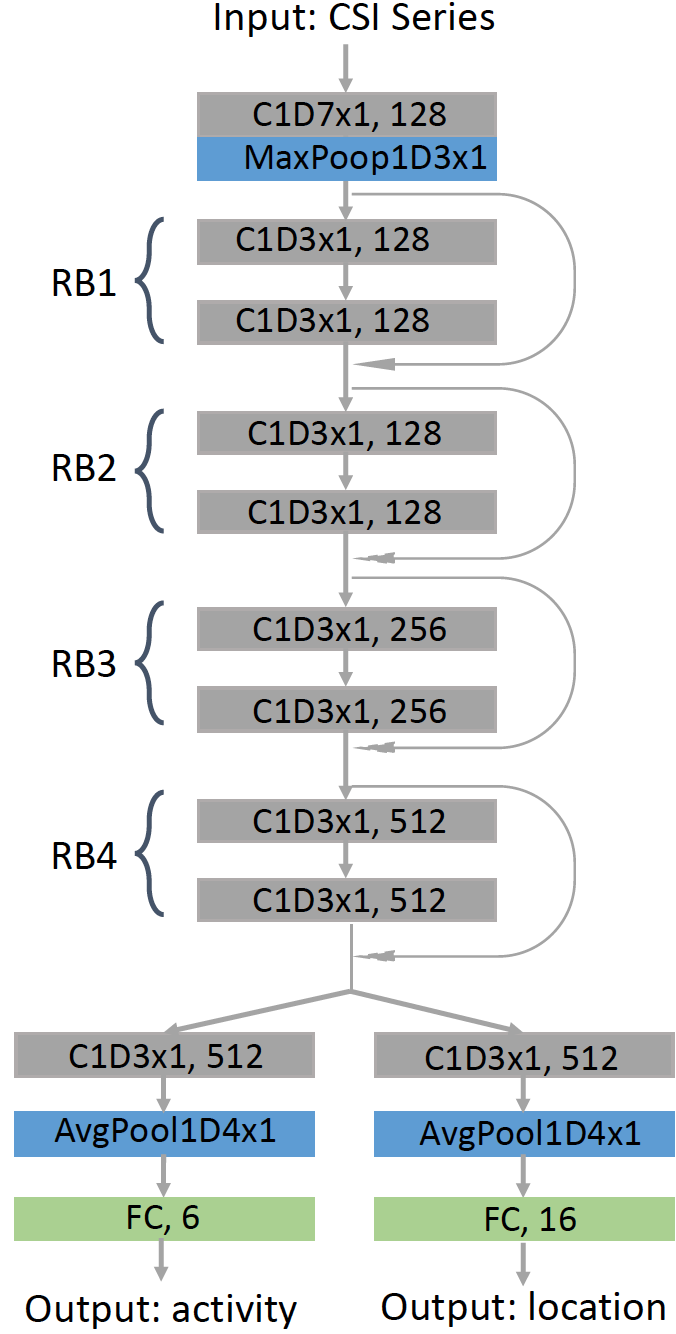 Input: CSI Series
C1D7x1, 128
MaxPoop1D3x1
RB1
C1D3x1, 128
C1D3x1, 128
RB2
C1D3x1, 128
C1D3x1, 128
RB3
C1D3x1, 256
C1D3x1, 256
RB4
C1D3x1, 512
C1D3x1, 512
C1D3x1, 512
AvgPool1D4x1
FC, 6
Output: activity
C1D3x1, 512
AvgPool1D4x1
FC, 16
Output: location